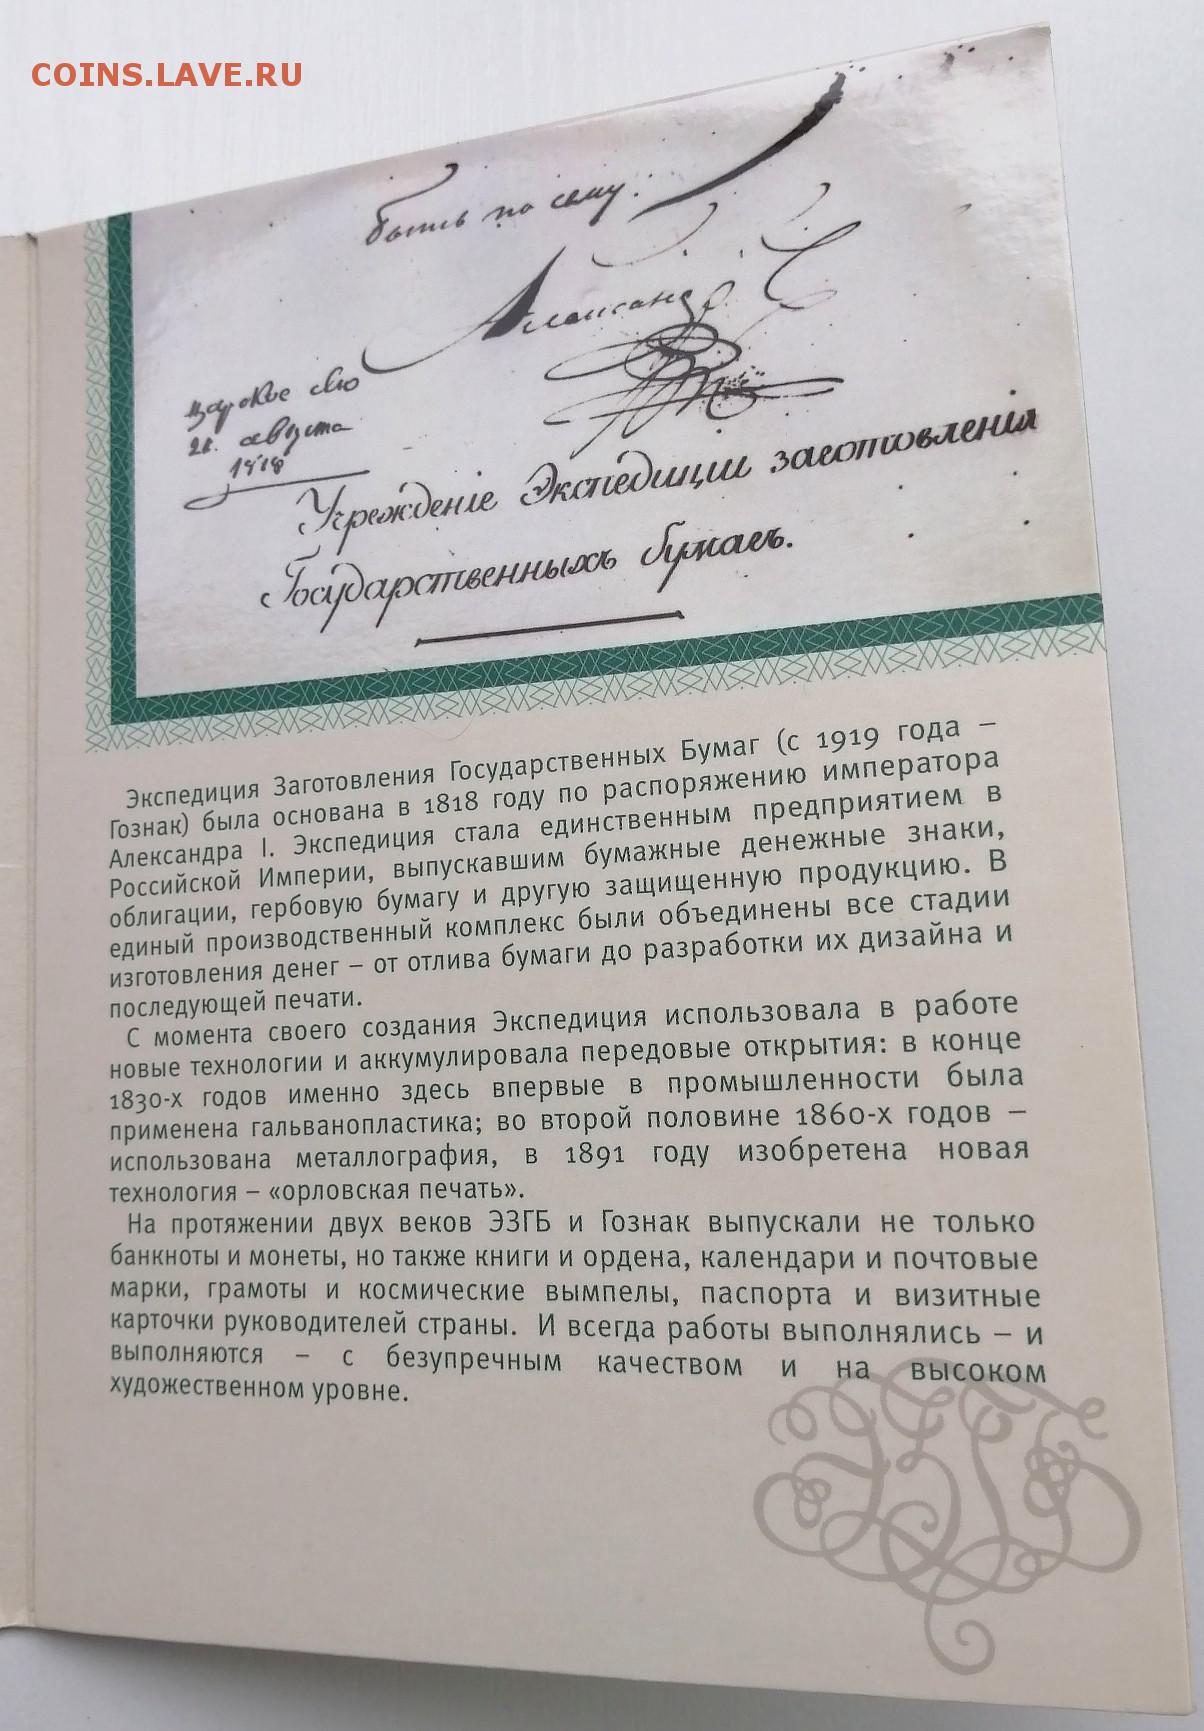 COINS.LAVE.RU
быть по сему.
Александр
Царское село
21. августа
1818
Учрежденіе Экспедиціи заготовленія
Государственныхъ бумагъ.
Экспедиция Заготовления Государственных Бумаг (с 1919 года –
Гознак) была основана в 1818 году по распоряжению императора
Александра I. Экспедиция стала единственным предприятием в
Российской Империи, выпускавшим бумажные денежные знаки,
облигации, гербовую бумагу и другую защищенную продукцию. В
единый производственный комплекс были объединены все стадии
изготовления денег – от отлива бумаги до разработки их дизайна и
последующей печати.
С момента своего создания Экспедиция использовала в работе
новые технологии и аккумулировала передовые открытия: в конце
1830-х годов именно здесь впервые в промышленности была
применена гальванопластика; во второй половине 1860-х годов –
использована металлография, в 1891 году изобретена новая
технология – «орловская печать».
На протяжении двух веков ЭЗГБ и Гознак выпускали не только
банкноты и монеты, но также книги и ордена, календари и почтовые
марки, грамоты и космические вымпелы, паспорта и визитные
карточки руководителей страны. И всегда работы выполнялись – и
выполняются – с безупречным качеством и на высоком
художественном уровне.